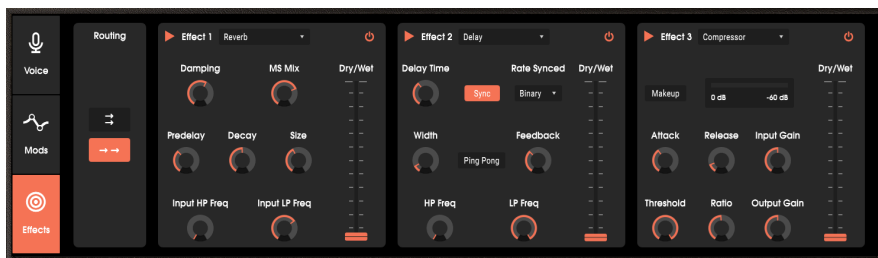 Voice
Mods
Effects
Routing
Effect 1 Reverb
Damping MS Mix Dry/Wet
Predelay Decay Size
Input HP Freq Input LP Freq
Effect 2 Delay
Delay Time Rate Synced Dry/Wet
Sync Binary
Width Feedback
Ping Pong
HP Freq LP Freq
Effect 3 Compressor
Dry/Wet
Makeup 0 dB -60 dB
Attack Release Input Gain
Threshold Ratio Output Gain